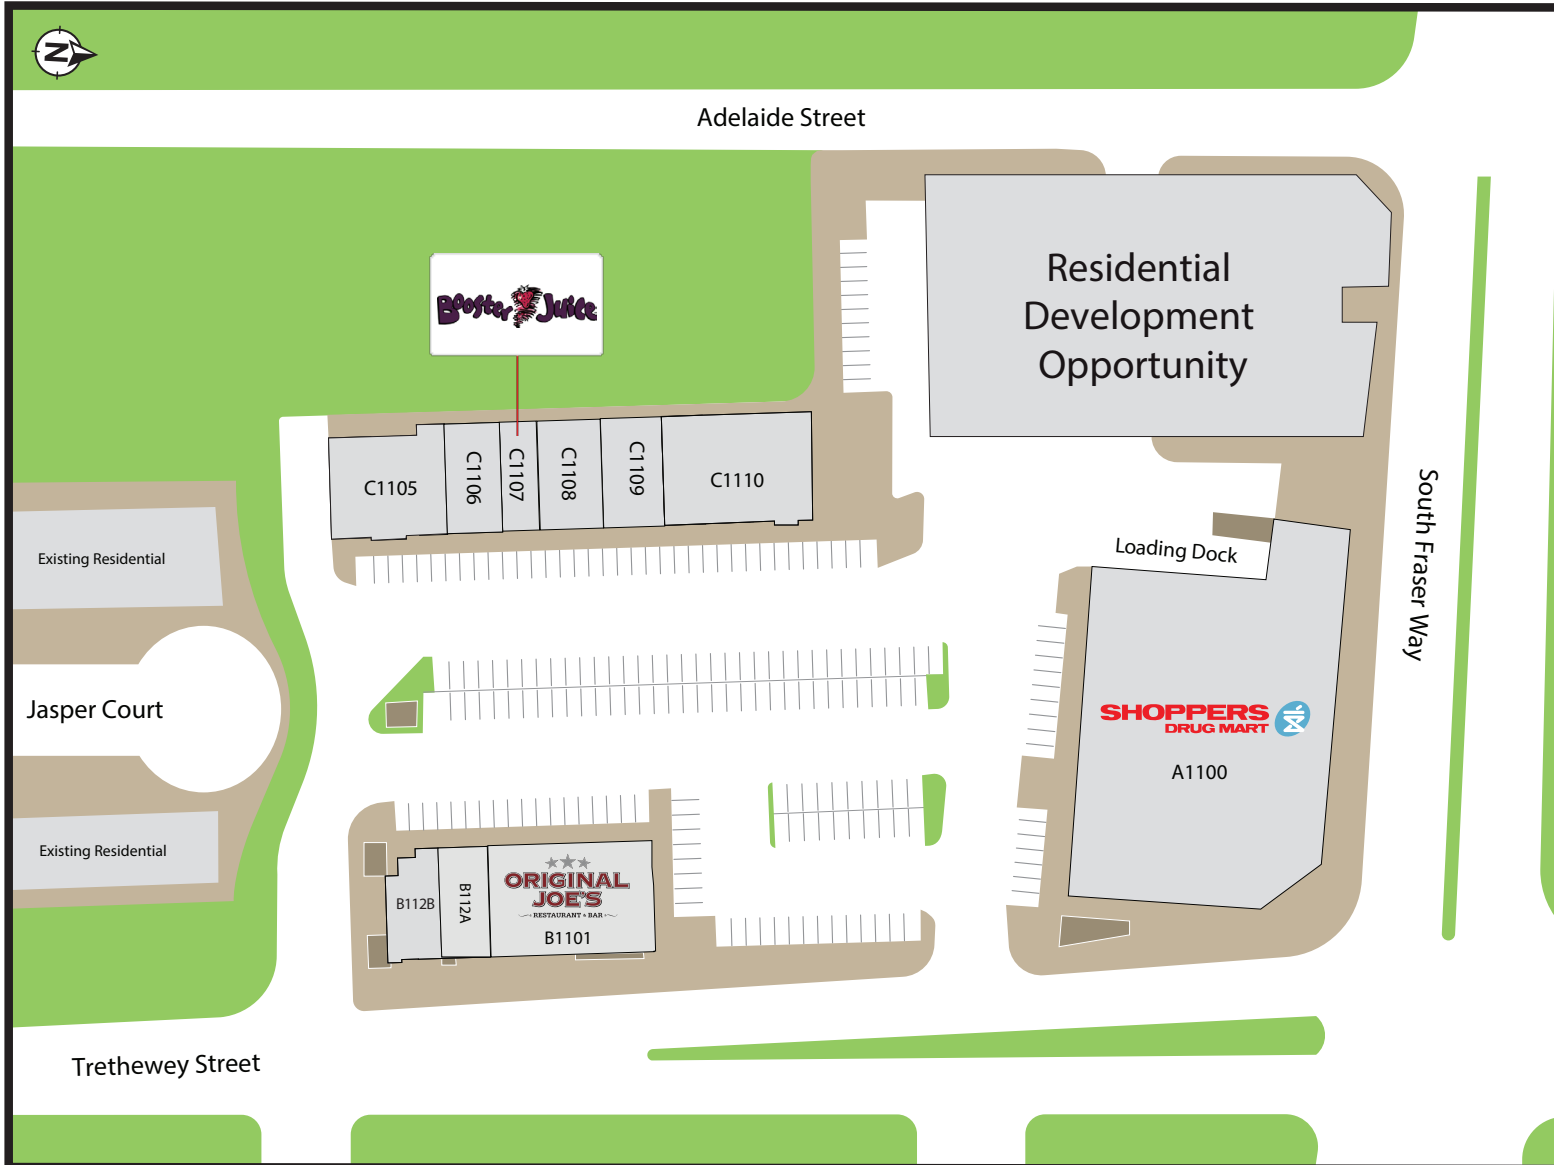 N
Adelaide Street
Residential
Development
Opportunity
Booster Juice
C1105
C1106
C1107
C1108
C1109
C1110
South Fraser Way
Loading Dock
Existing Residential
Jasper Court
SHOPPERS
DRUG MART
A1100
Existing Residential
B112B
B112A
ORIGINAL
JOE'S
RESTAURANT & BAR
B1101
Trethewey Street